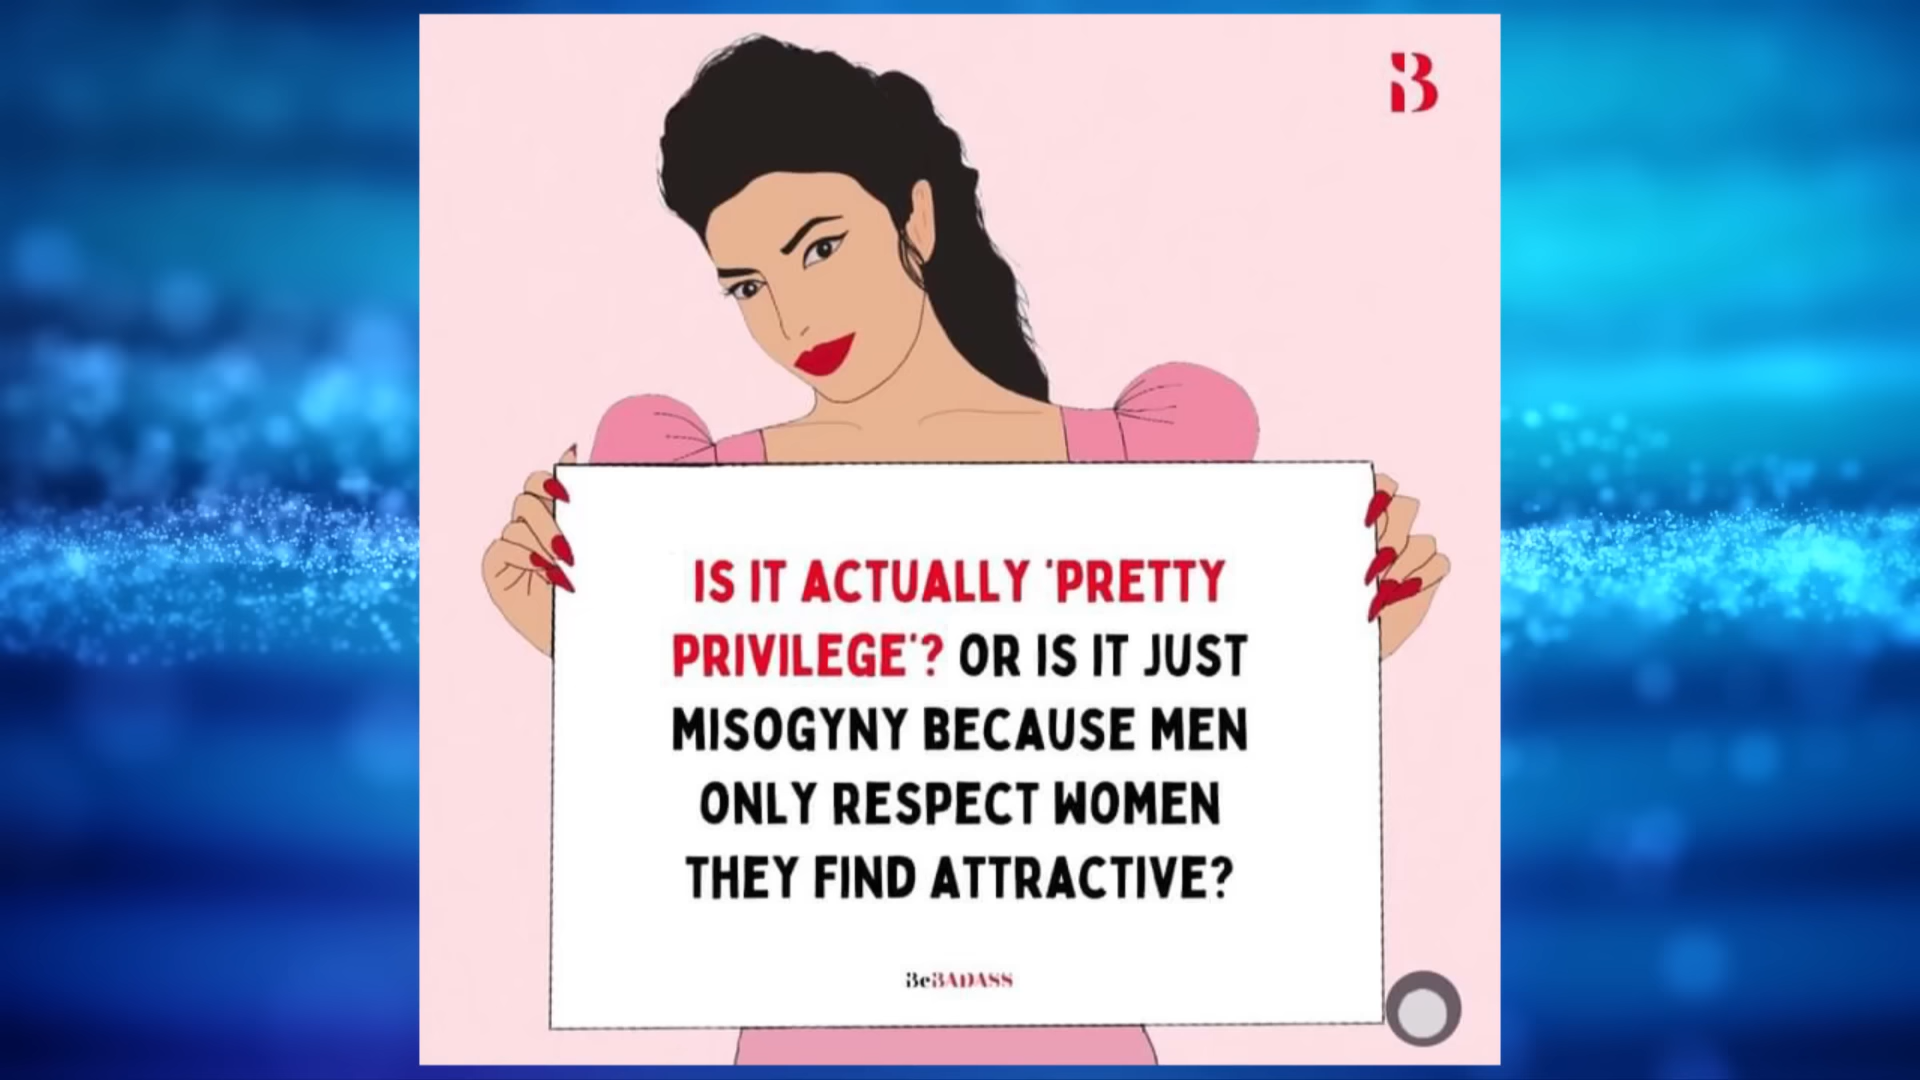 B
IS IT ACTUALLY 'PRETTY
PRIVILEGE'? OR IS IT JUST
MISOGYNY BECAUSE MEN
ONLY RESPECT WOMEN
THEY FIND ATTRACTIVE?
BeBADASS